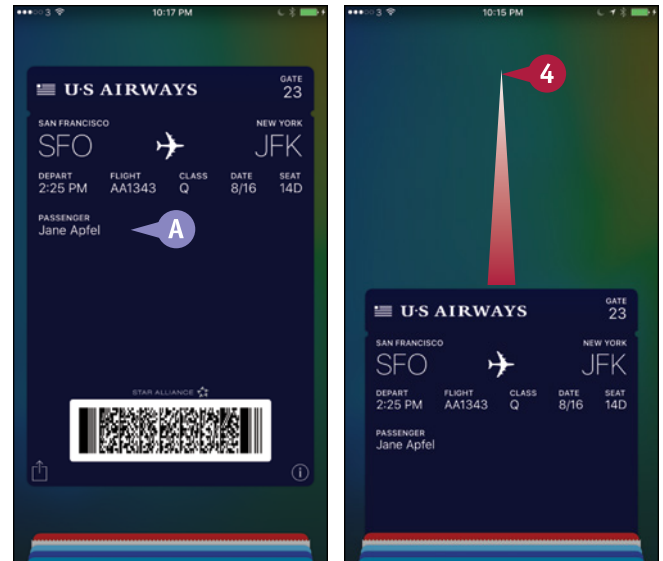 3 10:17 PM
U·S AIRWAYS
GATE
23
SAN FRANCISCO NEW YORK
SFO JFK
DEPART FLIGHT CLASS DATE SEAT
2:25 PM AA1343 Q 8/16 14D
PASSENGER
Jane Apfel
A
STAR ALLIANCE
3 10:15 PM
4
U·S AIRWAYS
GATE
23
SAN FRANCISCO NEW YORK
SFO JFK
DEPART FLIGHT CLASS DATE SEAT
2:25 PM AA1343 Q 8/16 14D
PASSENGER
Jane Apfel